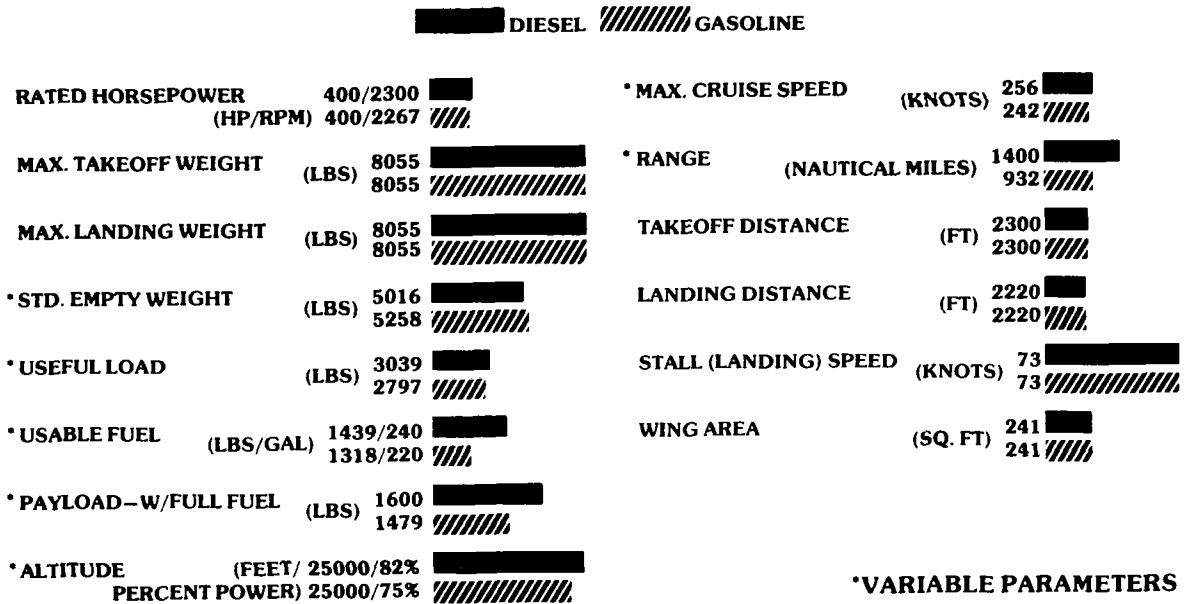 DIESEL GASOLINE
RATED HORSEPOWER 400/2300
(HP/RPM) 400/2267
MAX. TAKEOFF WEIGHT (LBS) 8055
8055
MAX. LANDING WEIGHT (LBS) 8055
8055
*STD. EMPTY WEIGHT (LBS) 5016
5258
*USEFUL LOAD (LBS) 3039
2797
*USABLE FUEL (LBS/GAL) 1439/240
1318/220
*PAYLOAD–W/FULL FUEL (LBS) 1600
1479
*ALTITUDE (FEET/ 25000/82%
PERCENT POWER) 25000/75%
*MAX. CRUISE SPEED (KNOTS) 256
242
*RANGE (NAUTICAL MILES) 1400
932
TAKEOFF DISTANCE (FT) 2300
2300
LANDING DISTANCE (FT) 2220
2220
STALL (LANDING) SPEED (KNOTS) 73
73
WING AREA (SQ. FT) 241
241
*VARIABLE PARAMETERS